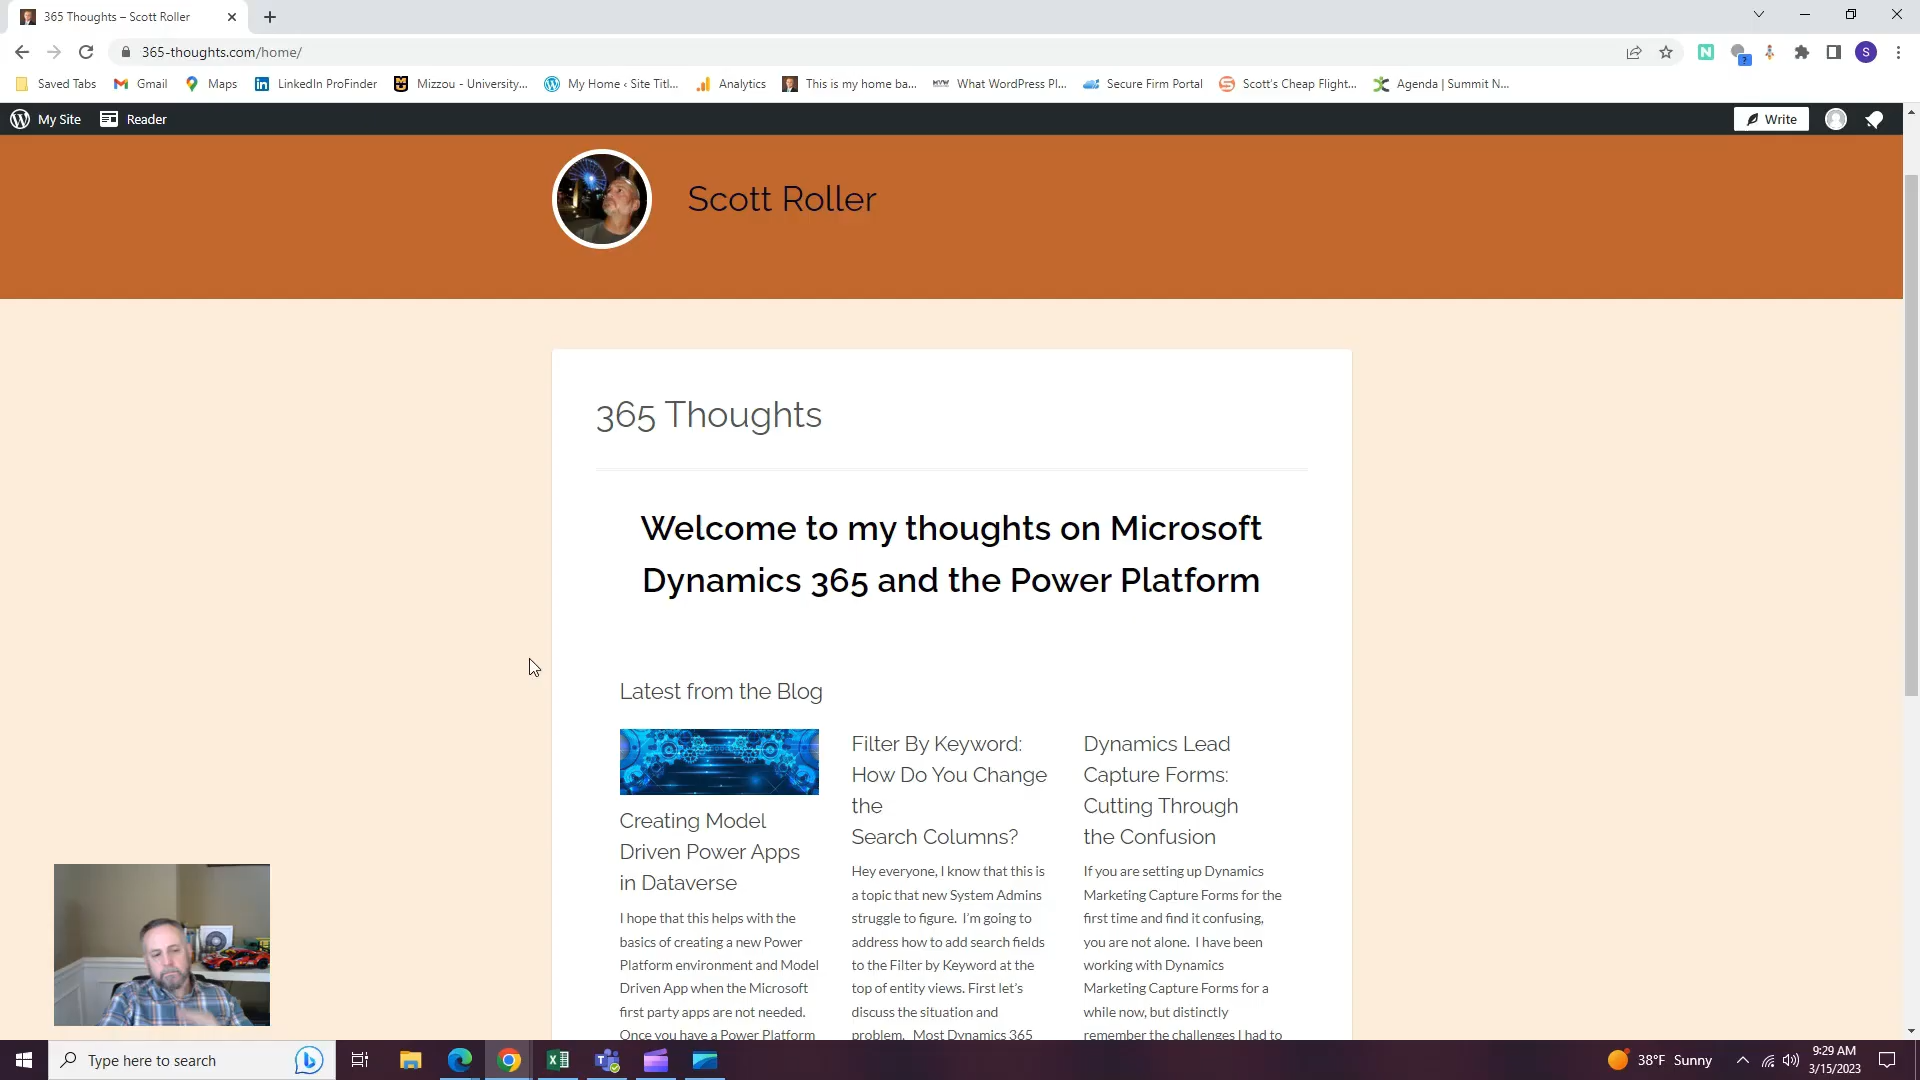 365 Thoughts – Scott Roller
365-thoughts.com/home/
S
Saved Tabs Gmail Maps LinkedIn ProFinder Mizzou - University... My Home ‹ Site Titl... Analytics This is my home ba... What WordPress Pl... Secure Firm Portal Scott's Cheap Flight... Agenda | Summit N...
My Site Reader Write
Scott Roller
365 Thoughts
Welcome to my thoughts on Microsoft
Dynamics 365 and the Power Platform
Latest from the Blog
Creating Model
Driven Power Apps
in Dataverse
I hope that this helps with the
basics of creating a new Power
Platform environment and Model
Driven App when the Microsoft
first party apps are not needed.
Once you have a Power Platform
Filter By Keyword:
How Do You Change
the
Search Columns?
Hey everyone, I know that this is
a topic that new System Admins
struggle to figure. I'm going to
address how to add search fields
to the Filter by Keyword at the
top of entity views. First let's
discuss the situation and
problem. Most Dynamics 365
Dynamics Lead
Capture Forms:
Cutting Through
the Confusion
If you are setting up Dynamics
Marketing Capture Forms for the
first time and find it confusing,
you are not alone. I have been
working with Dynamics
Marketing Capture Forms for a
while now, but distinctly
remember the challenges I had to
Type here to search
38°F Sunny
9:29 AM
3/15/2023